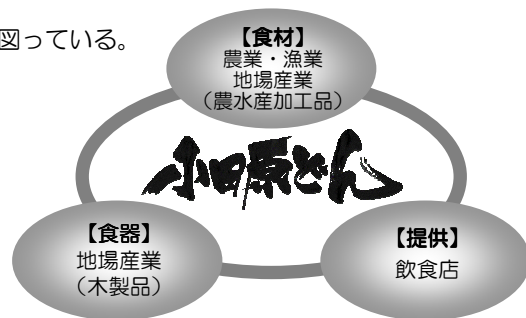 図っている。
【食材】
農業・漁業
地場産業
（農水産加工品）
小田原どん
【食器】
地場産業
（木製品）
【提供】
飲食店